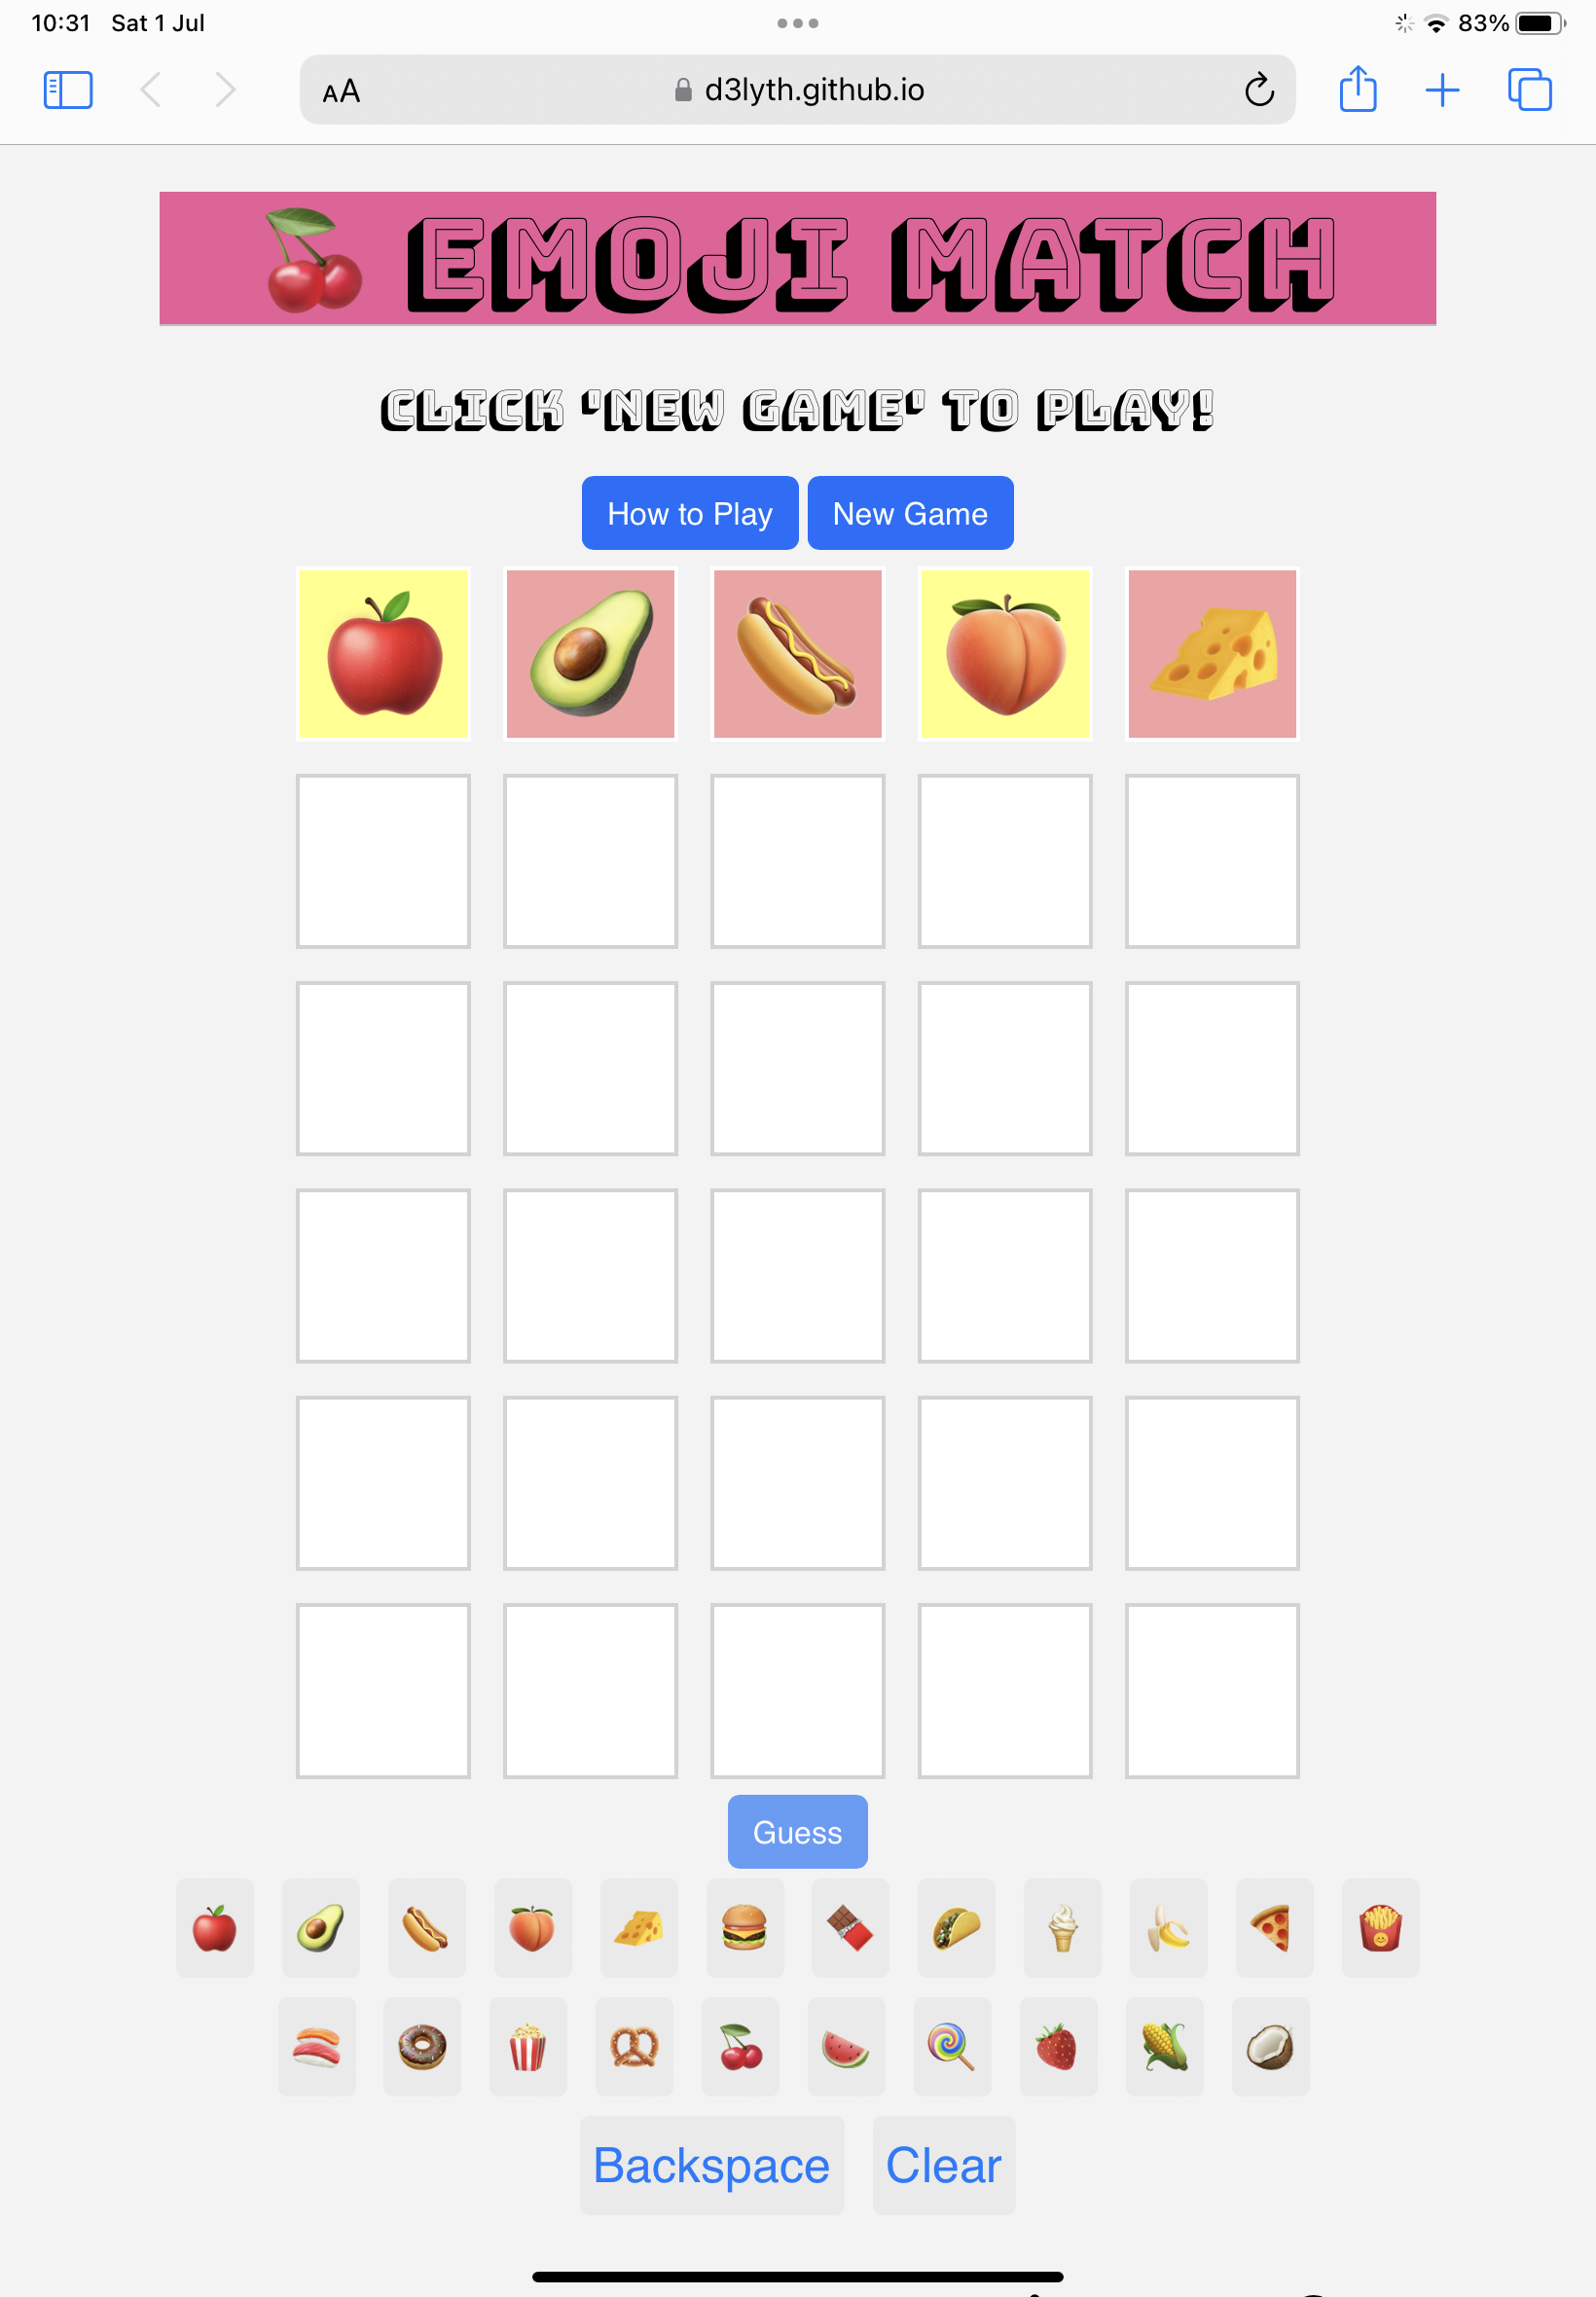 10:31 Sat 1 Jul 83%
AA d3lyth.github.io
EMOJI MATCH
CLICK 'NEW GAME' TO PLAY!
How to Play New Game
Guess
Backspace Clear